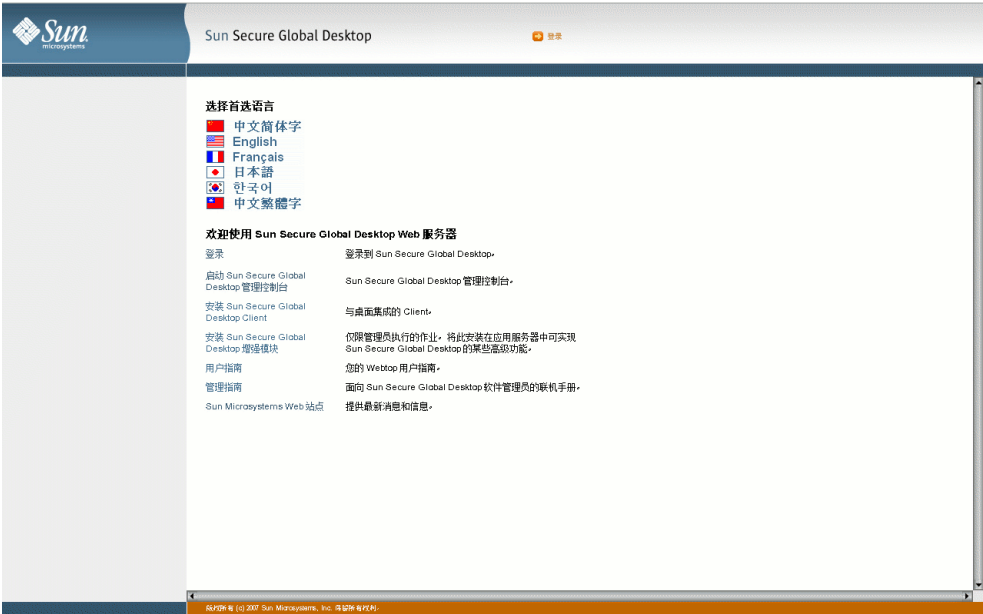 Sun
microsystems
Sun Secure Global Desktop
登录
选择首选语言
中文简体字
English
Français
日本語
한국어
中文繁體字
欢迎使用 Sun Secure Global Desktop Web 服务器
登录 登录到 Sun Secure Global Desktop。
启动 Sun Secure Global
Desktop 管理控制台
Sun Secure Global Desktop 管理控制台。
安装 Sun Secure Global
Desktop Client
与桌面集成的 Client。
安装 Sun Secure Global
Desktop 增强模块
仅限管理员执行的作业。将此安装在应用服务器中可实现
Sun Secure Global Desktop 的某些高级功能。
用户指南 您的 Webtop 用户指南。
管理指南 面向 Sun Secure Global Desktop 软件管理员的联机手册。
Sun Microsystems Web 站点 提供最新消息和信息。
版权所有 (c) 2007 Sun Microsystems, Inc. 保留所有权利。